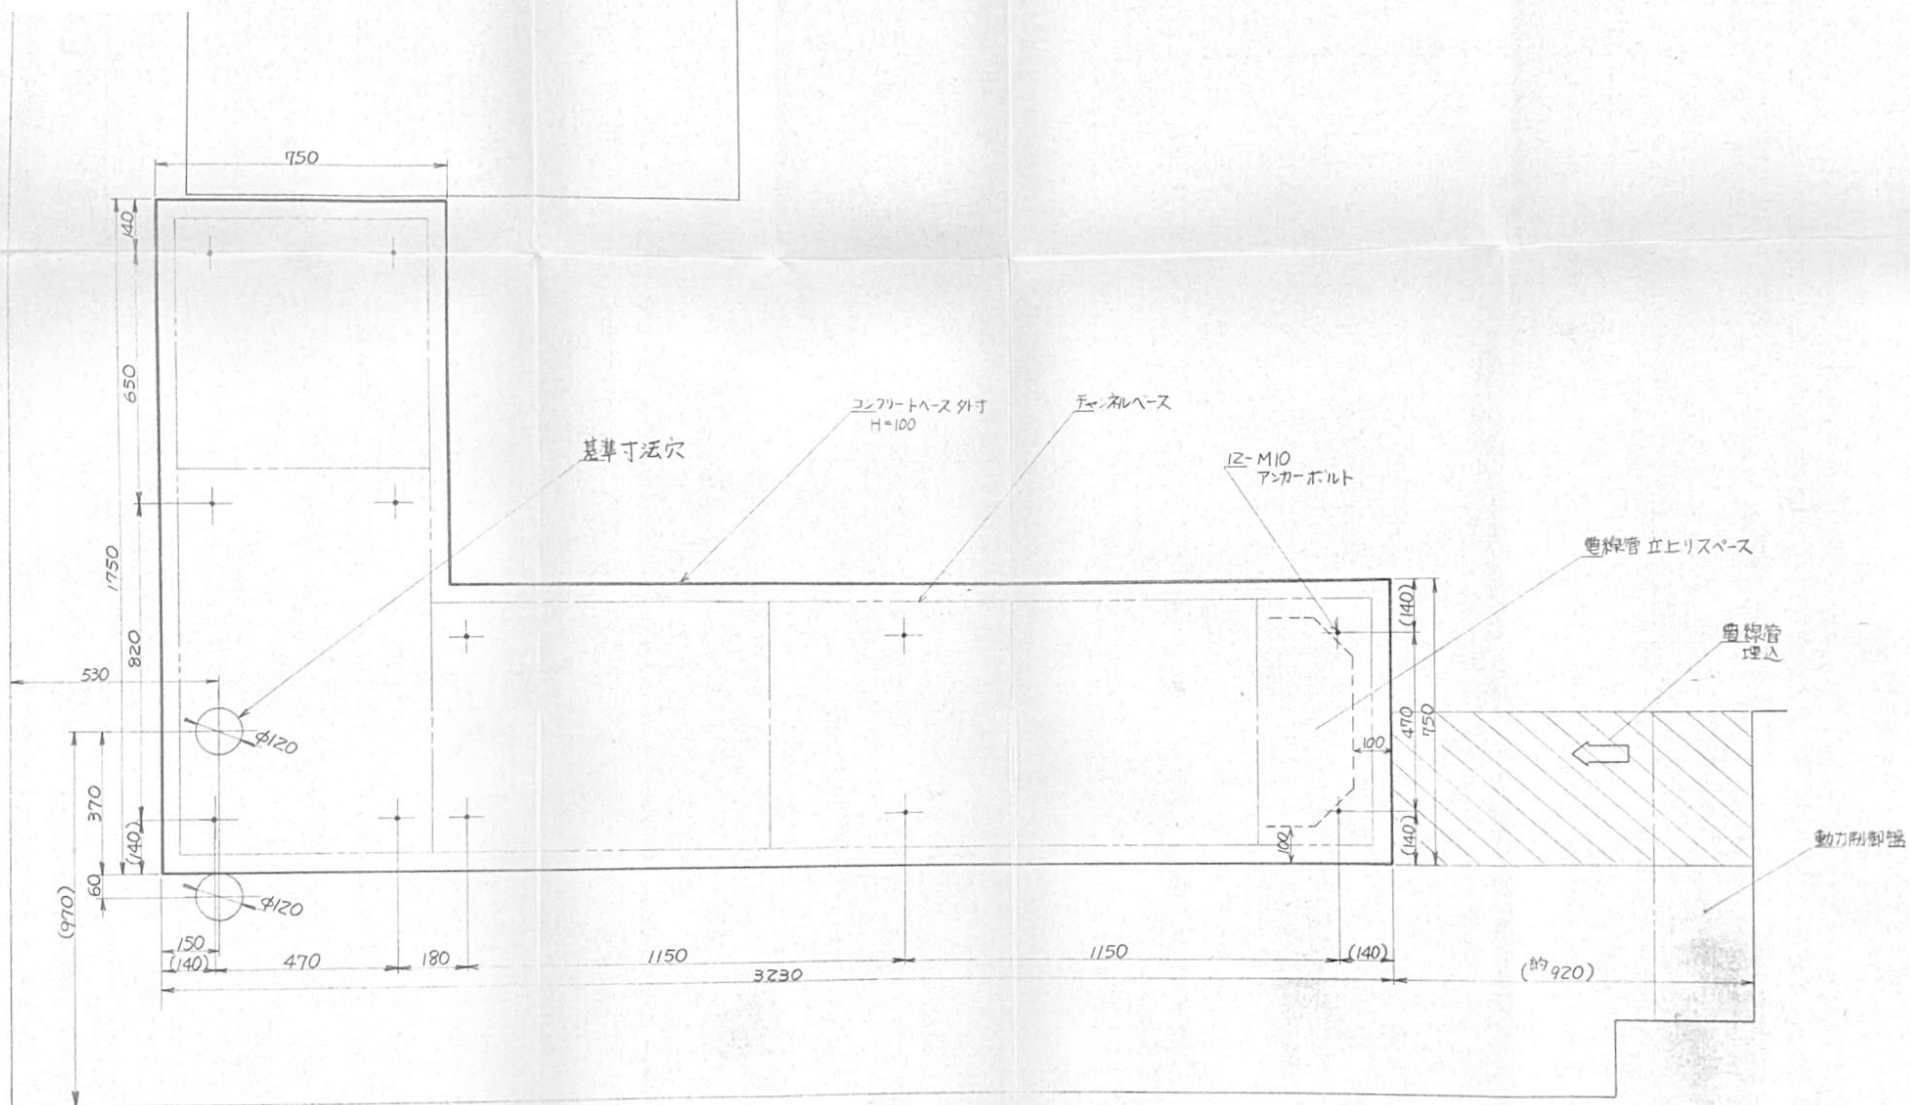 750
140
650
コンクリートベース外寸
H=100
チャンネルベース
基準寸法穴
12-M10
アンカーボルト
電線管 立上りスペース
1750
(140)
820
電線管
埋込
530
470
750
φ120
100
370
(140)
100
(140)
動力制御盤
60
φ120
(970)
150
(140)
470
180
1150
1150
(140)
3230
(約920)